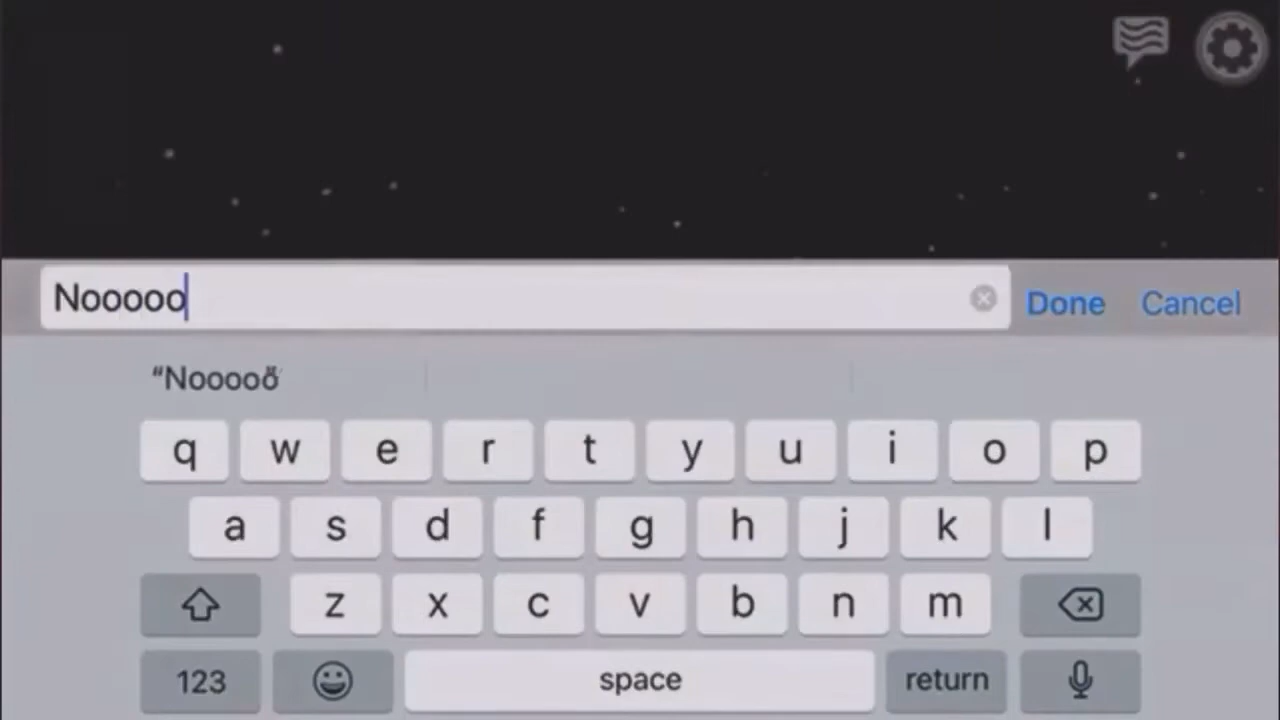 Nooooo
Done
Cancel
“Nooooo”
q w e r t y u i o p
a s d f g h j k l
z x c v b n m
123
space
return